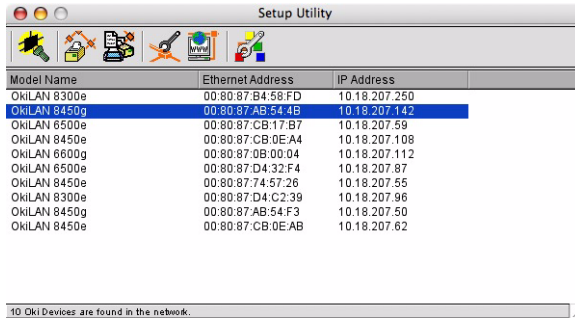 Setup Utility
WWW
Model Name Ethernet Address IP Address
OkiLAN 8300e 00:80:87:B4:58:FD 10.18.207.250
OkiLAN 8450g 00:80:87:AB:54:4B 10.18.207.142
OkiLAN 6500e 00:80:87:CB:17:B7 10.18.207.59
OkiLAN 8450e 00:80:87:CB:0E:A4 10.18.207.108
OkiLAN 6600g 00:80:87:0B:00:04 10.18.207.112
OkiLAN 6500e 00:80:87:D4:32:F4 10.18.207.87
OkiLAN 8450e 00:80:87:74:57:26 10.18.207.55
OkiLAN 8300e 00:80:87:D4:C2:39 10.18.207.96
OkiLAN 8450g 00:80:87:AB:54:F3 10.18.207.50
OkiLAN 8450e 00:80:87:CB:0E:AB 10.18.207.62
10 Oki Devices are found in the network.